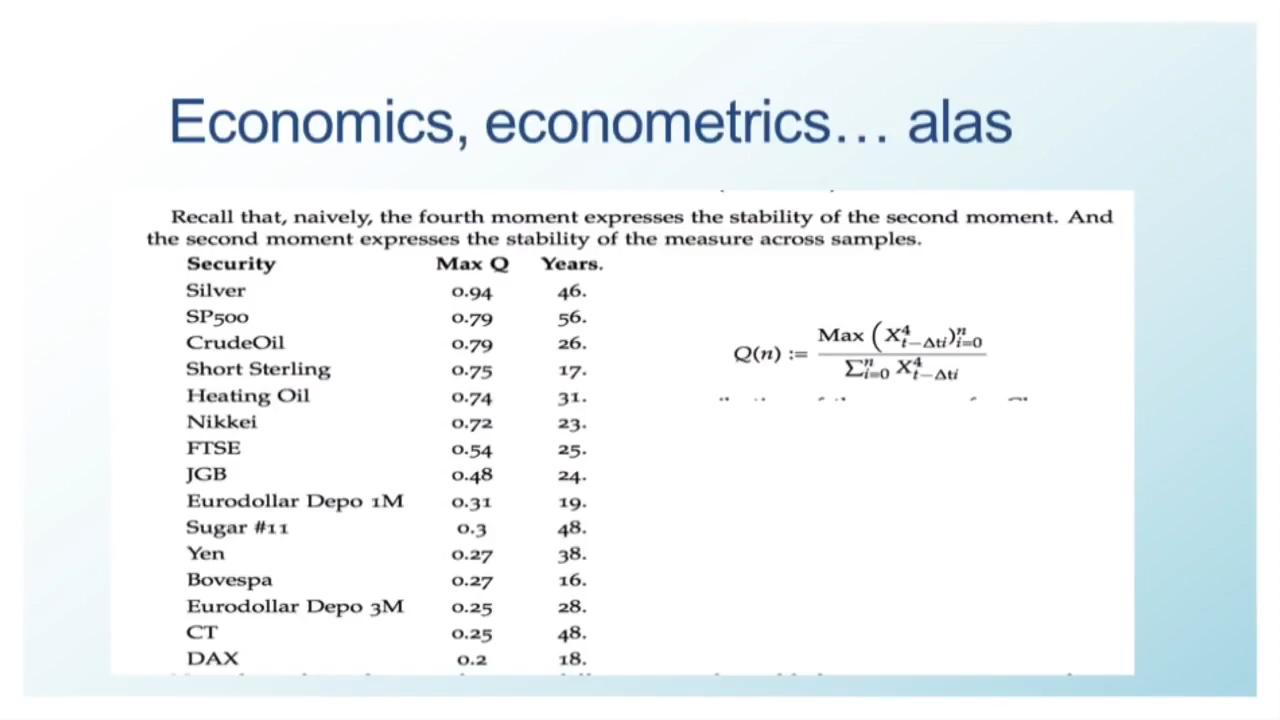 Economics, econometrics… alas
Recall that, naively, the fourth moment expresses the stability of the second moment. And
the second moment expresses the stability of the measure across samples.
Security Max Q Years.
Silver 0.94 46.
SP500 0.79 56.
CrudeOil 0.79 26.
Short Sterling 0.75 17.
Heating Oil 0.74 31.
Nikkei 0.72 23.
FTSE 0.54 25.
JGB 0.48 24.
Eurodollar Depo 1M 0.31 19.
Sugar #11 0.3 48.
Yen 0.27 38.
Bovespa 0.27 16.
Eurodollar Depo 3M 0.25 28.
CT 0.25 48.
DAX 0.2 18.
Q(n) := Max (X⁴_{t−Δti})ⁿ_{i=0} / Σⁿ_{i=0} X⁴_{t−Δti}